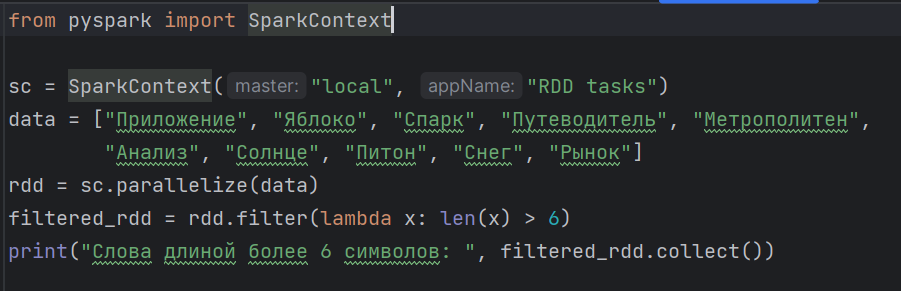 from pyspark import SparkContext
sc = SparkContext( master: "local", appName: "RDD tasks")
data = ["Приложение", "Яблоко", "Спарк", "Путеводитель", "Метрополитен",
"Анализ", "Солнце", "Питон", "Снег", "Рынок"]
rdd = sc.parallelize(data)
filtered_rdd = rdd.filter(lambda x: len(x) > 6)
print("Слова длиной более 6 символов: ", filtered_rdd.collect())